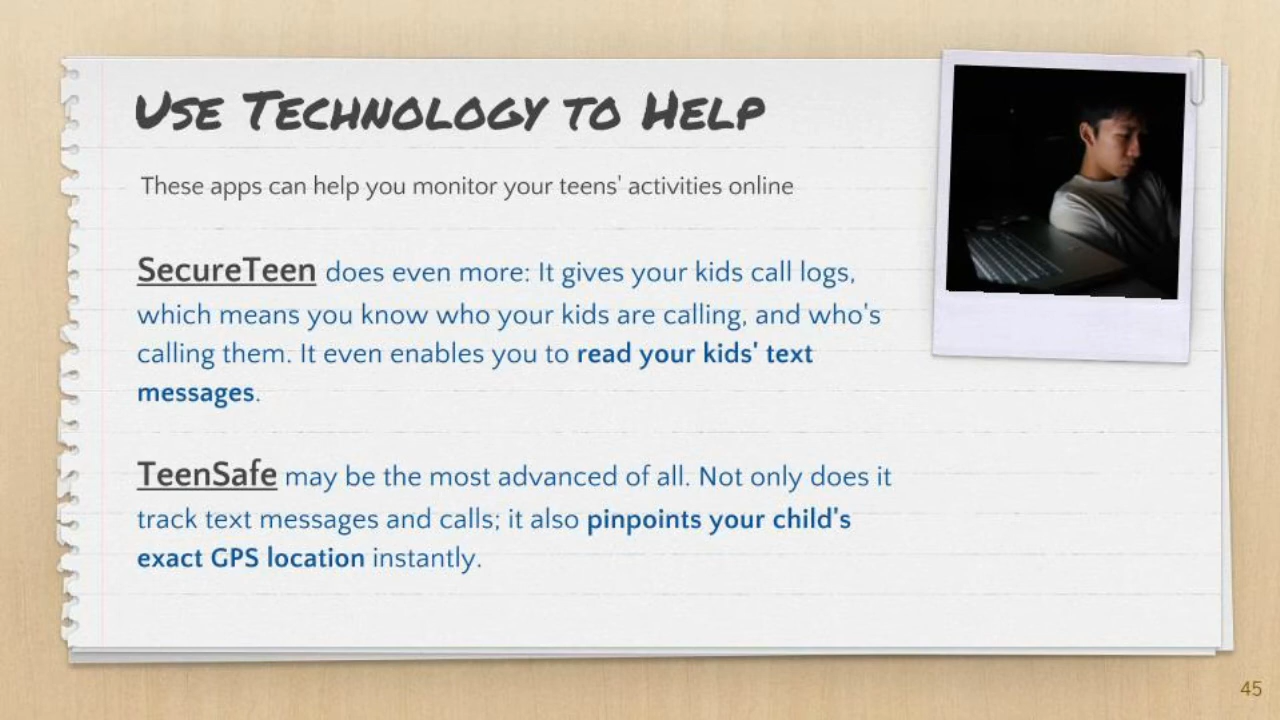 Use Technology to Help
These apps can help you monitor your teens' activities online
SecureTeen does even more: It gives your kids call logs,
which means you know who your kids are calling, and who's
calling them. It even enables you to read your kids' text
messages.
TeenSafe may be the most advanced of all. Not only does it
track text messages and calls; it also pinpoints your child's
exact GPS location instantly.
45